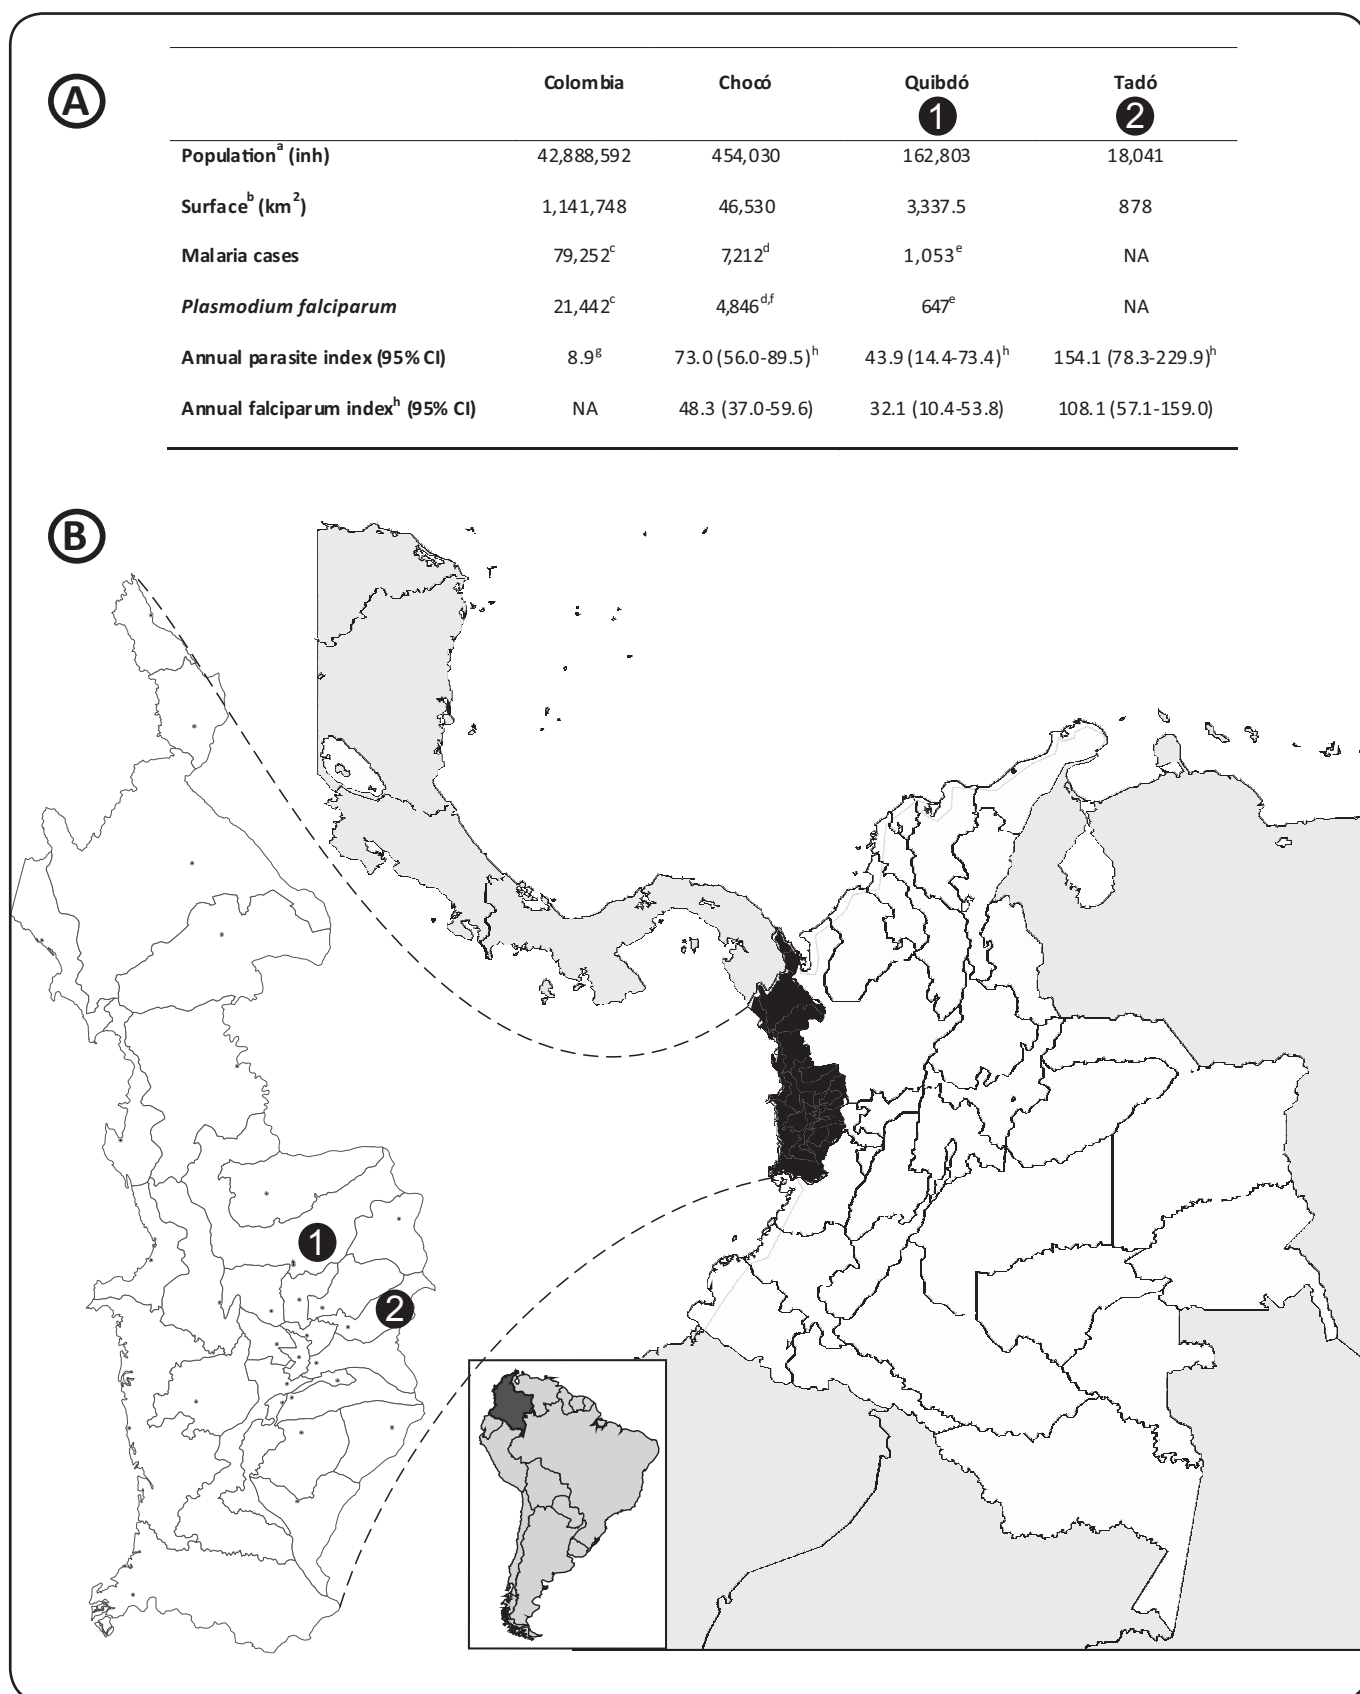 A
Colombia Chocó Quibdó Tadó
1 2
Population^a (inh) 42,888,592 454,030 162,803 18,041
Surface^b (km^2) 1,141,748 46,530 3,337.5 878
Malaria cases 79,252^c 7,212^d 1,053^e NA
Plasmodium falciparum 21,442^c 4,846^d,f 647^e NA
Annual parasite index (95% CI) 8.9^g 73.0 (56.0-89.5)^h 43.9 (14.4-73.4)^h 154.1 (78.3-229.9)^h
Annual falciparum index^h (95% CI) NA 48.3 (37.0-59.6) 32.1 (10.4-53.8) 108.1 (57.1-159.0)
B
1
2